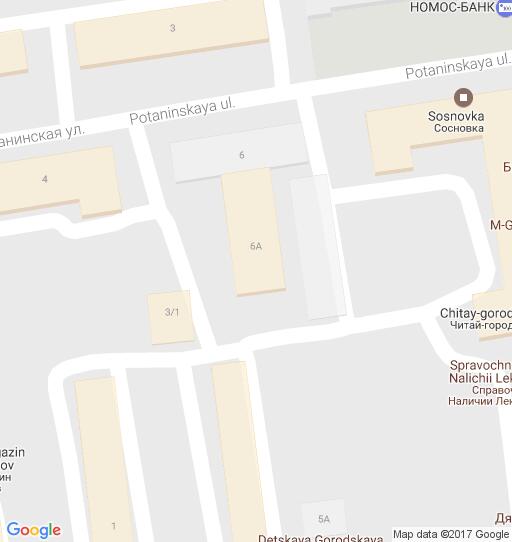 НОМОС-БАНК
3
Potaninskaya ul.
Potaninskaya ul.
анинская ул.
Sosnovka
Сосновка
6
4
Б
6А
M-G
3/1
Chitay-gorod
Читай-город
Spravochn
Nalichii Lek
Справоч
Наличии Лек
gazin
ov
ин
в
1
5А
Дя
Detskaya Gorodskaya
Google
Map data ©2017 Google